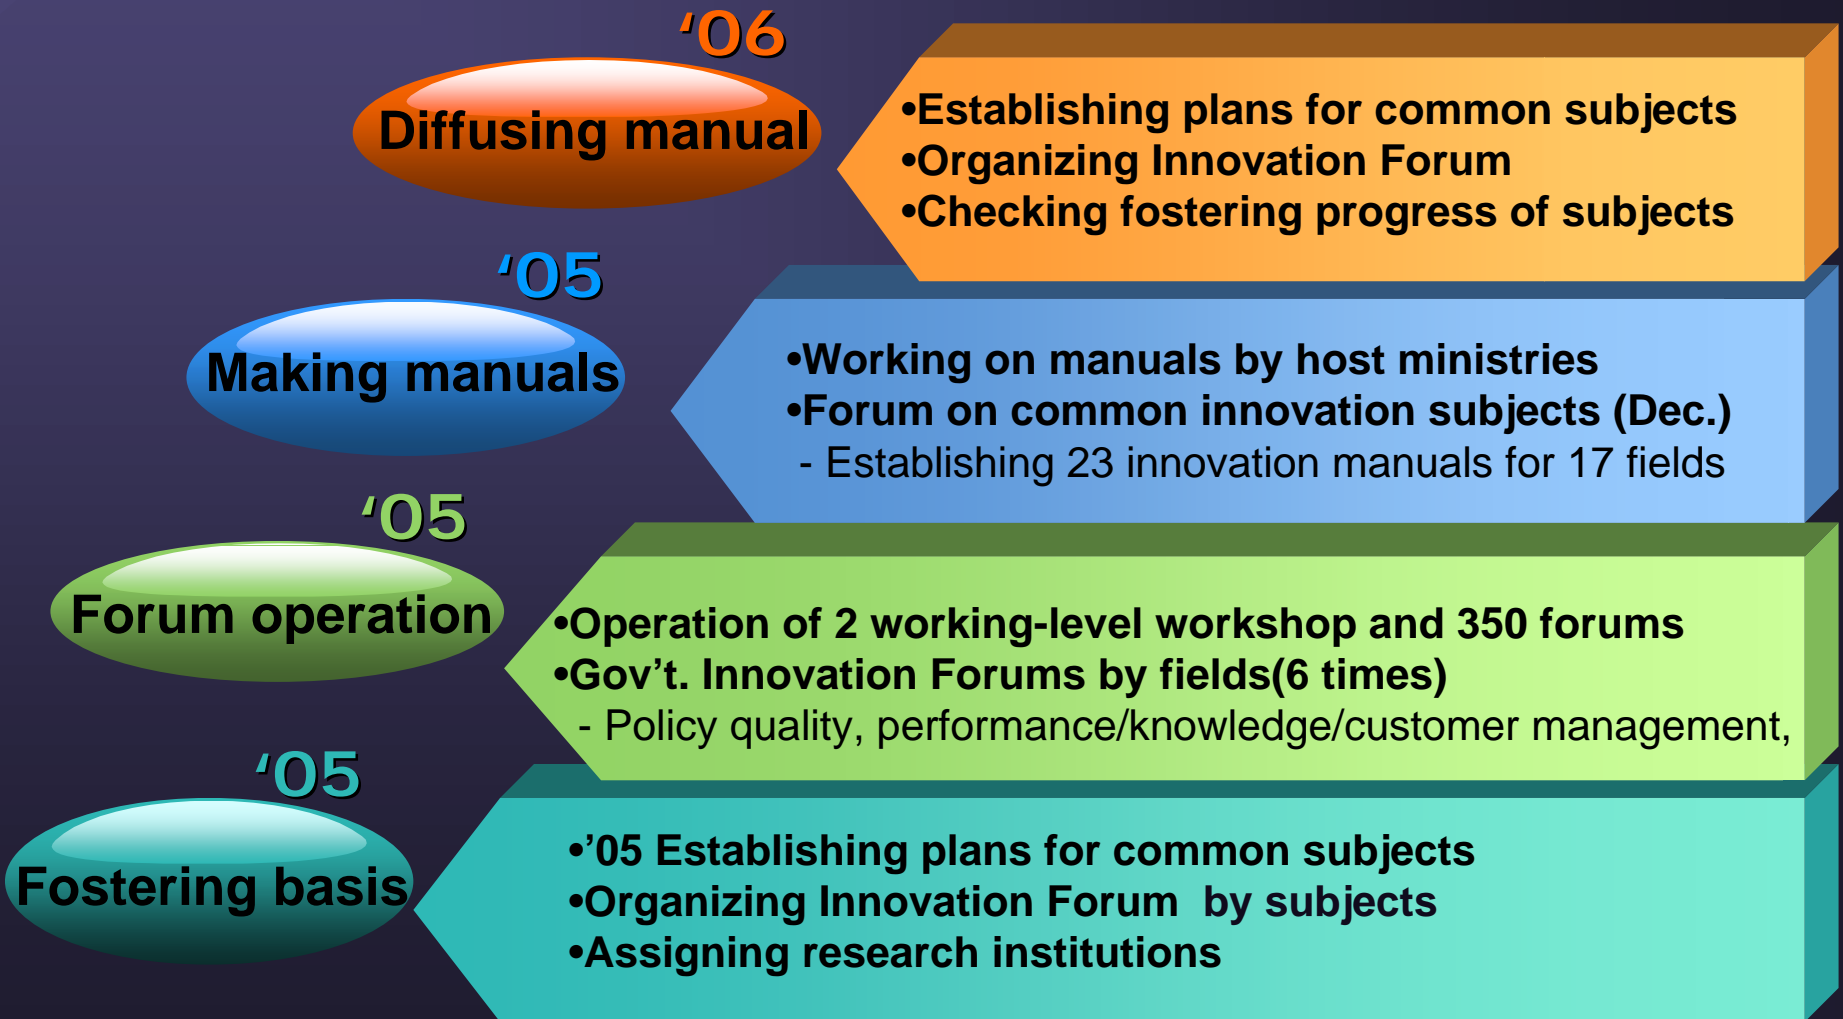 ‘06
Diffusing manual
•Establishing plans for common subjects
•Organizing Innovation Forum
•Checking fostering progress of subjects
‘05
Making manuals
•Working on manuals by host ministries
•Forum on common innovation subjects (Dec.)
- Establishing 23 innovation manuals for 17 fields
‘05
Forum operation
•Operation of 2 working-level workshop and 350 forums
•Gov’t. Innovation Forums by fields(6 times)
- Policy quality, performance/knowledge/customer management,
‘05
Fostering basis
•’05 Establishing plans for common subjects
•Organizing Innovation Forum by subjects
•Assigning research institutions